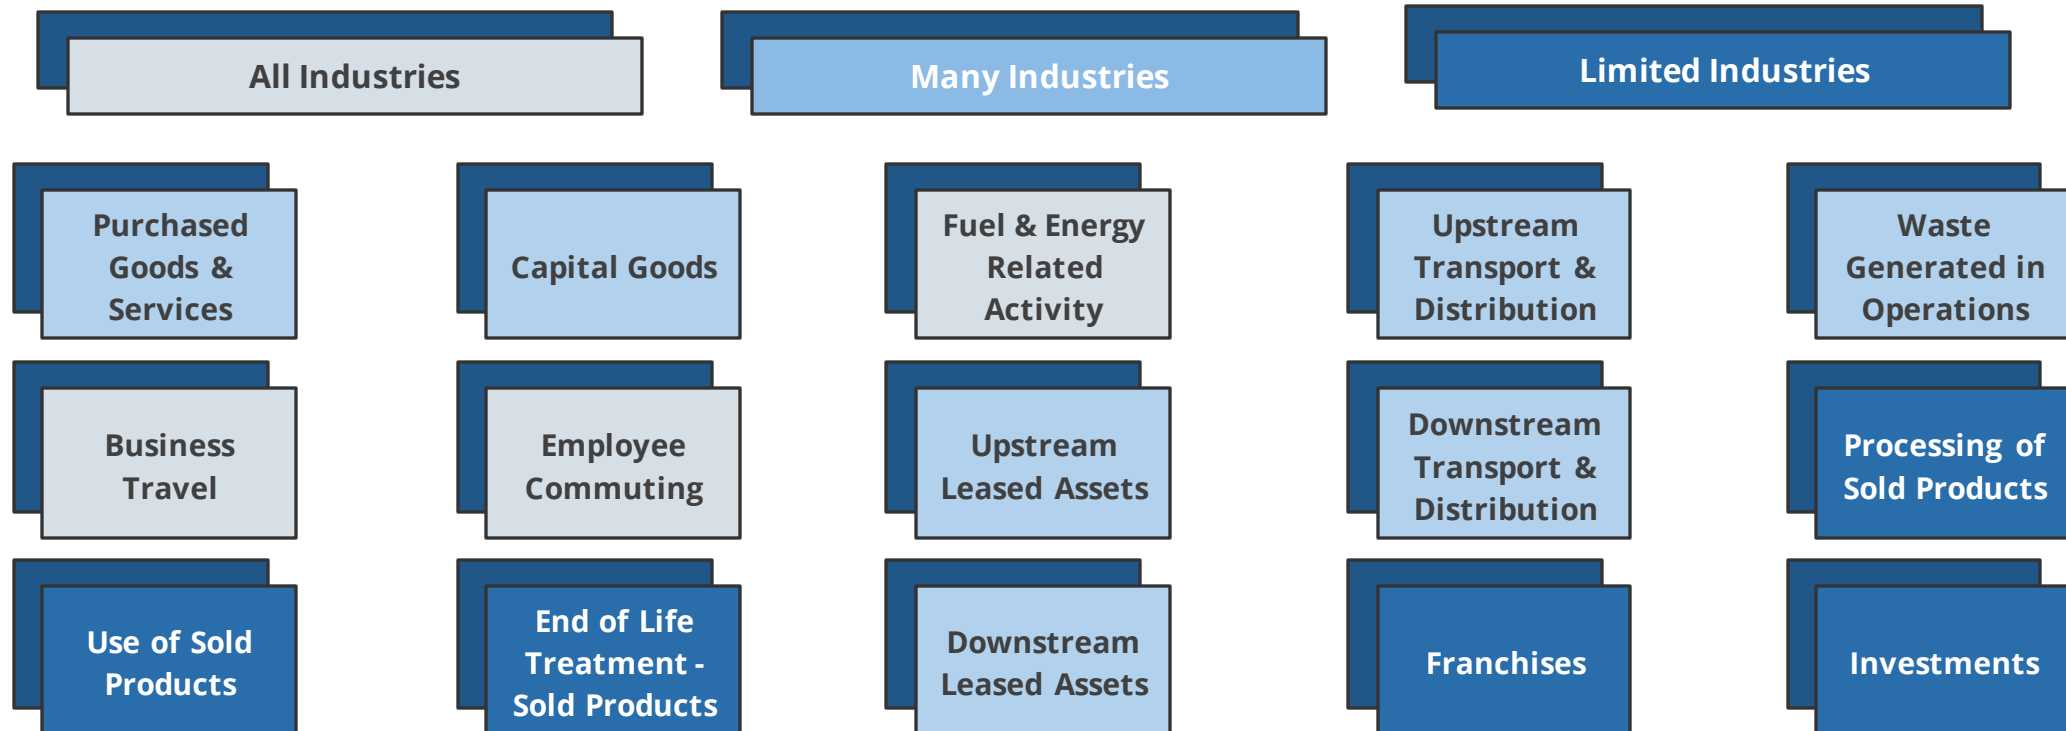 All Industries
Many Industries
Limited Industries
Purchased
Goods &
Services
Capital Goods
Fuel & Energy
Related
Activity
Upstream
Transport &
Distribution
Waste
Generated in
Operations
Business
Travel
Employee
Commuting
Upstream
Leased Assets
Downstream
Transport &
Distribution
Processing of
Sold Products
Use of Sold
Products
End of Life
Treatment -
Sold Products
Downstream
Leased Assets
Franchises
Investments